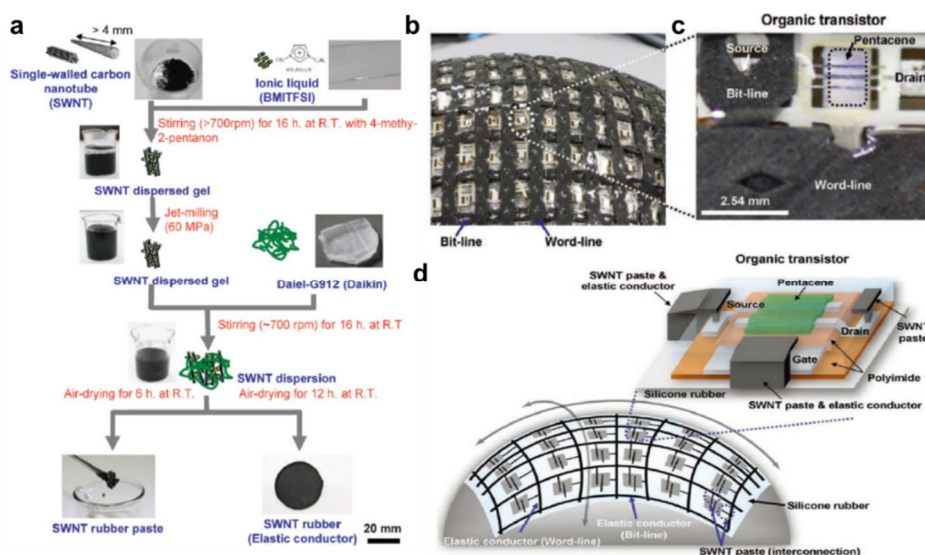 a
> 4 mm
Single-walled carbon
nanotube
(SWNT)
Ionic liquid
(BMITFSI)
Stirring (>700rpm) for 16 h. at R.T. with 4-methy-
2-pentanon
SWNT dispersed gel
Jet-milling
(60 MPa)
SWNT dispersed gel
Daiel-G912 (Daikin)
Stirring (~700 rpm) for 16 h. at R.T
SWNT dispersion
Air-drying for 6 h. at R.T.
Air-drying for 12 h. at R.T.
SWNT rubber paste
SWNT rubber
(Elastic conductor)
20 mm
b
Bit-line
Word-line
c
Organic transistor
Pentacene
Source
Drain
Bit-line
Word-line
2.54 mm
d
Organic transistor
SWNT paste &
elastic conductor
Pentacene
Source
Drain
SWNT
paste
Gate
Polyimide
Silicone rubber
SWNT paste & elastic conductor
Silicone rubber
Elastic conductor
(Bit-line)
Elastic conductor (Word-line)
SWNT paste (interconnection)